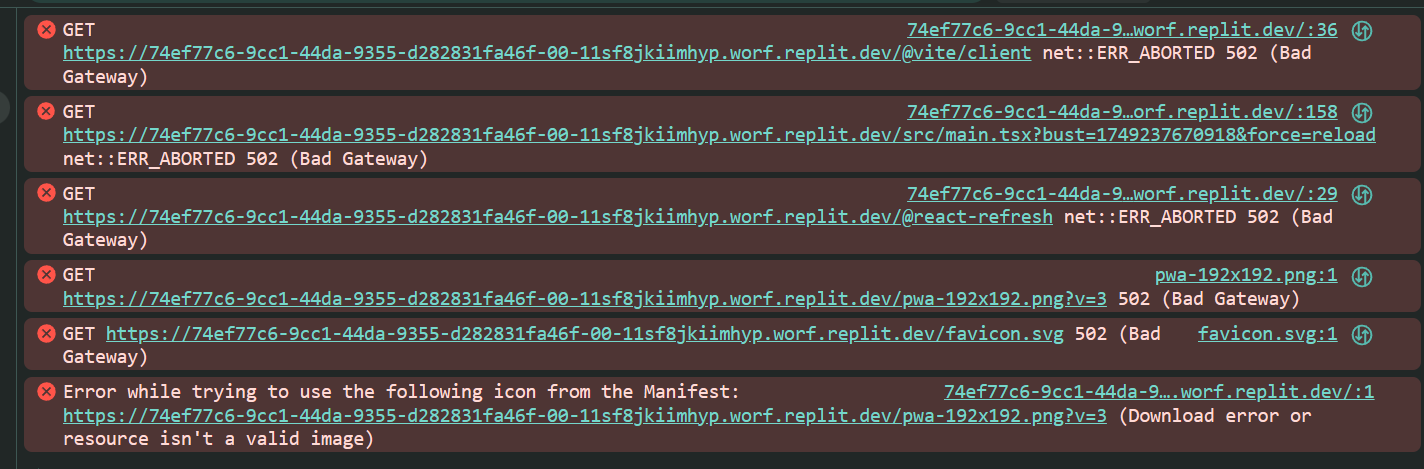 GET 74ef77c6-9cc1-44da-9…worf.replit.dev/:36
https://74ef77c6-9cc1-44da-9355-d282831fa46f-00-11sf8jkiimhyp.worf.replit.dev/@vite/client net::ERR_ABORTED 502 (Bad
Gateway)
GET 74ef77c6-9cc1-44da-9…orf.replit.dev/:158
https://74ef77c6-9cc1-44da-9355-d282831fa46f-00-11sf8jkiimhyp.worf.replit.dev/src/main.tsx?bust=1749237670918&force=reload
net::ERR_ABORTED 502 (Bad Gateway)
GET 74ef77c6-9cc1-44da-9…worf.replit.dev/:29
https://74ef77c6-9cc1-44da-9355-d282831fa46f-00-11sf8jkiimhyp.worf.replit.dev/@react-refresh net::ERR_ABORTED 502 (Bad
Gateway)
GET pwa-192x192.png:1
https://74ef77c6-9cc1-44da-9355-d282831fa46f-00-11sf8jkiimhyp.worf.replit.dev/pwa-192x192.png?v=3 502 (Bad Gateway)
GET https://74ef77c6-9cc1-44da-9355-d282831fa46f-00-11sf8jkiimhyp.worf.replit.dev/favicon.svg 502 (Bad favicon.svg:1
Gateway)
Error while trying to use the following icon from the Manifest: 74ef77c6-9cc1-44da-9….worf.replit.dev/:1
https://74ef77c6-9cc1-44da-9355-d282831fa46f-00-11sf8jkiimhyp.worf.replit.dev/pwa-192x192.png?v=3 (Download error or
resource isn't a valid image)